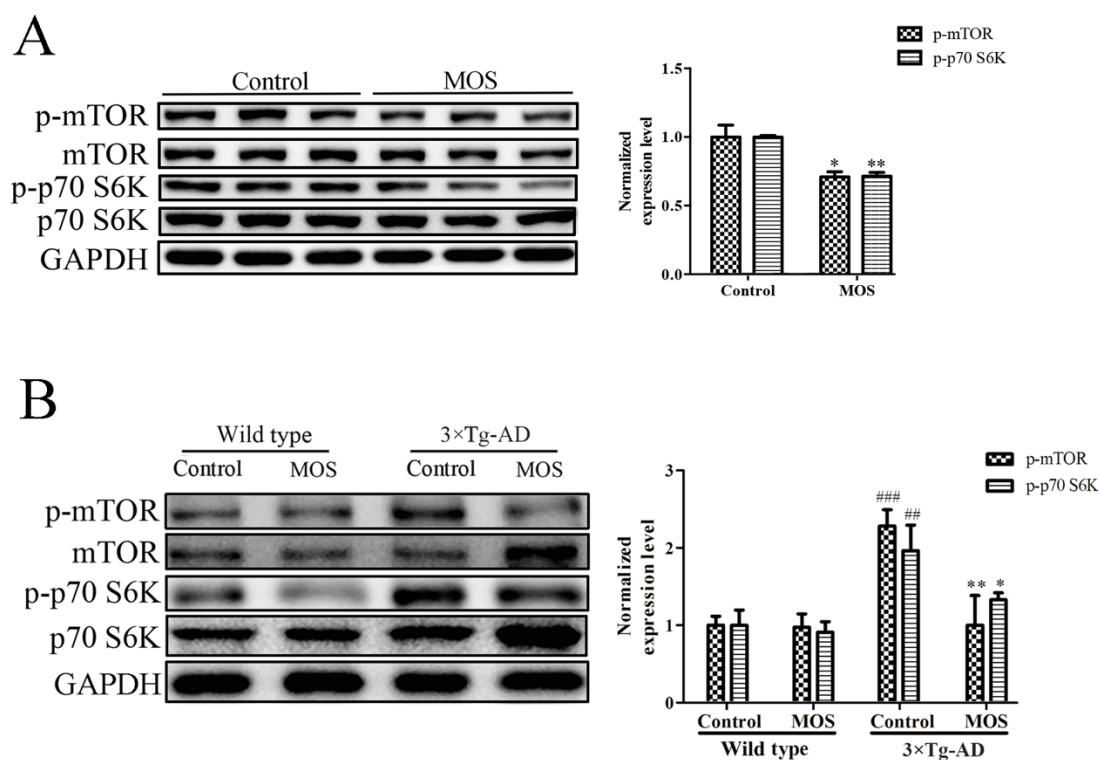 A
Control MOS
p-mTOR
mTOR
p-p70 S6K
p70 S6K
GAPDH
p-mTOR
p-p70 S6K
Normalized
expression level
1.5
1.0
0.5
0.0
* **
Control MOS
B
Wild type 3×Tg-AD
Control MOS Control MOS
p-mTOR
mTOR
p-p70 S6K
p70 S6K
GAPDH
p-mTOR
p-p70 S6K
Normalized
expression level
3
2
1
0
### ##
** *
Control MOS Control MOS
Wild type 3×Tg-AD